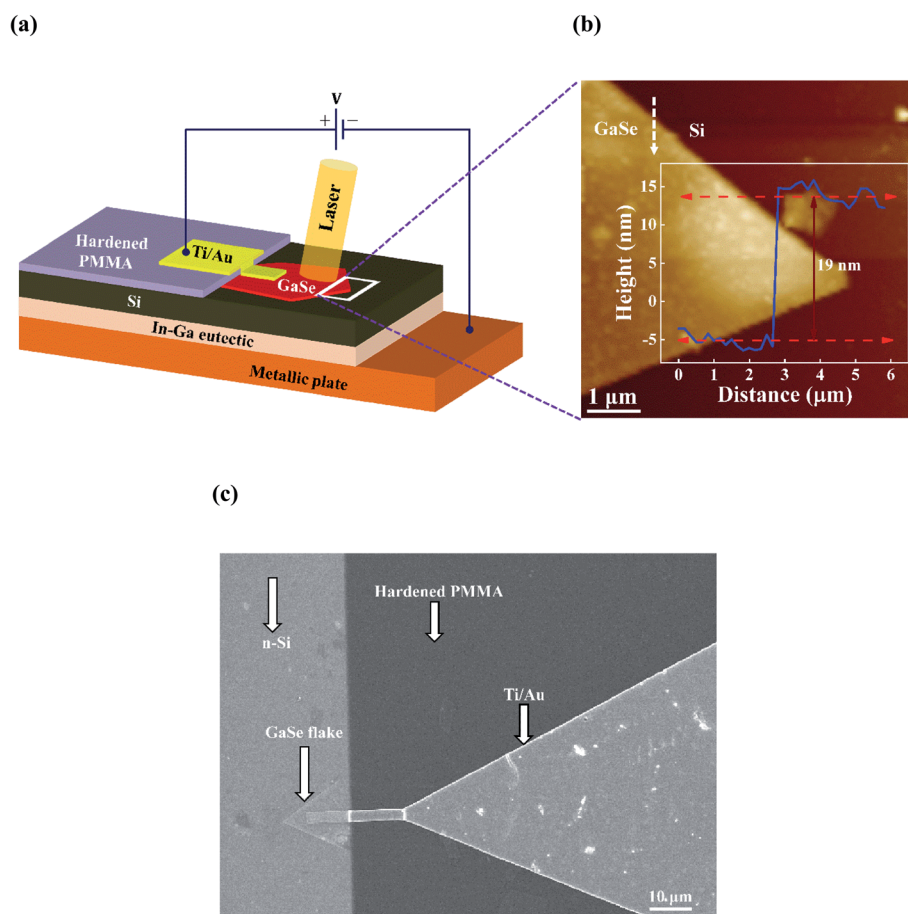 (a)
V
+ −
Laser
Hardened
PMMA
Ti/Au
GaSe
Si
In-Ga eutectic
Metallic plate
(b)
GaSe
Si
Height (nm)
15
10
5
0
-5
19 nm
0 1 2 3 4 5 6
Distance (μm)
1 μm
(c)
Hardened PMMA
n-Si
Ti/Au
GaSe flake
10 μm